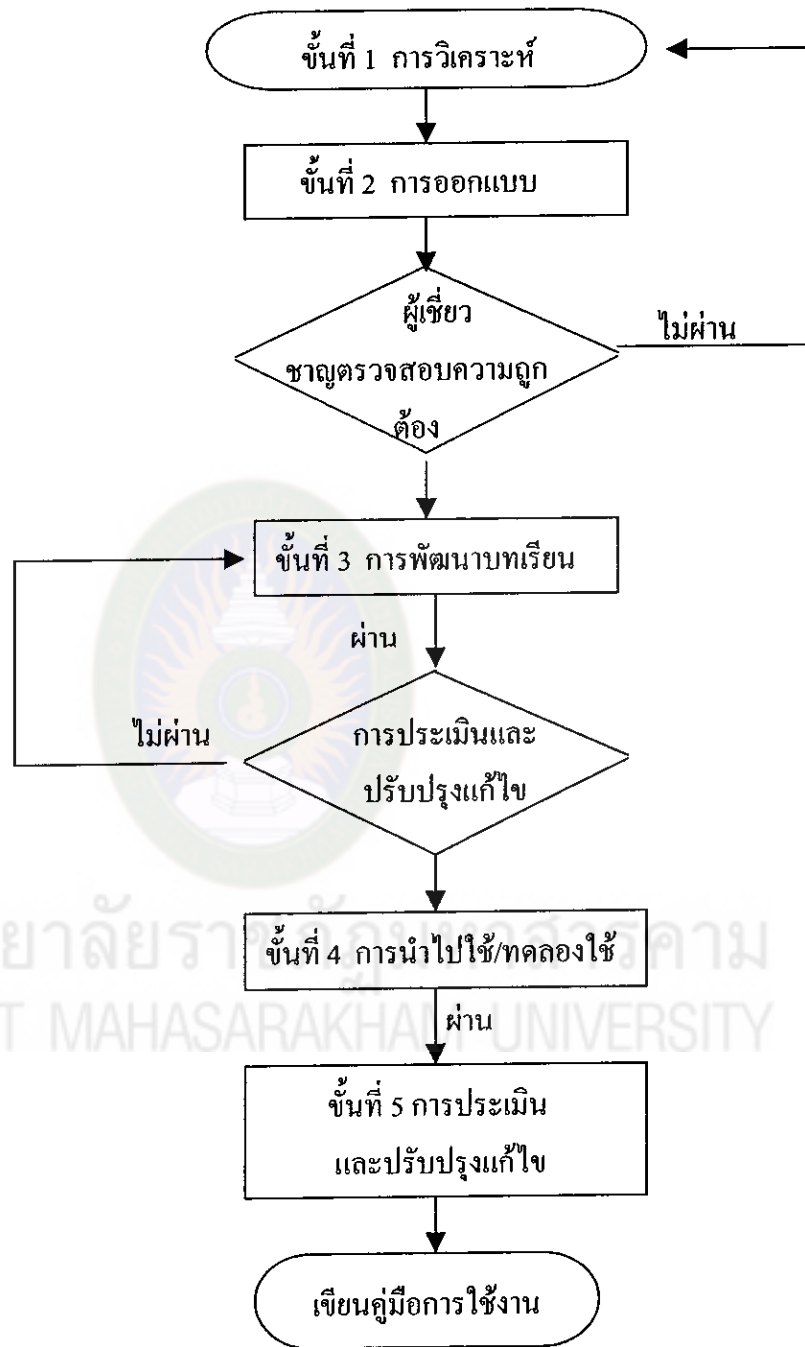 ขั้นที่ 1 การวิเคราะห์
ขั้นที่ 2 การออกแบบ
ผู้เชี่ยว
ชาญตรวจสอบความถูก
ต้อง
ไม่ผ่าน
ขั้นที่ 3 การพัฒนาบทเรียน
ผ่าน
ไม่ผ่าน
การประเมินและ
ปรับปรุงแก้ไข
ขั้นที่ 4 การนำไปใช้/ทดลองใช้
ผ่าน
MAHASARAKHAM UNIVERSITY
ขั้นที่ 5 การประเมิน
และปรับปรุงแก้ไข
เขียนคู่มือการใช้งาน